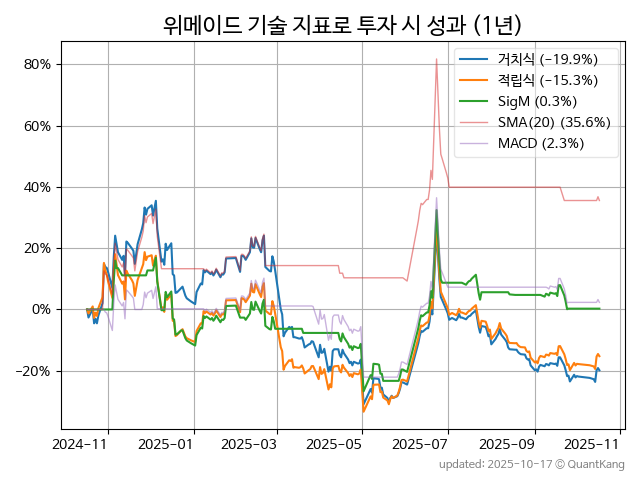 위메이드 기술 지표로 투자 시 성과 (1년)
거치식 (−19.9%)
적립식 (−15.3%)
SigM (0.3%)
SMA(20) (35.6%)
MACD (2.3%)
80%
60%
40%
20%
0%
−20%
2024-11 2025-01 2025-03 2025-05 2025-07 2025-09 2025-11
updated: 2025-10-17 © QuantKang